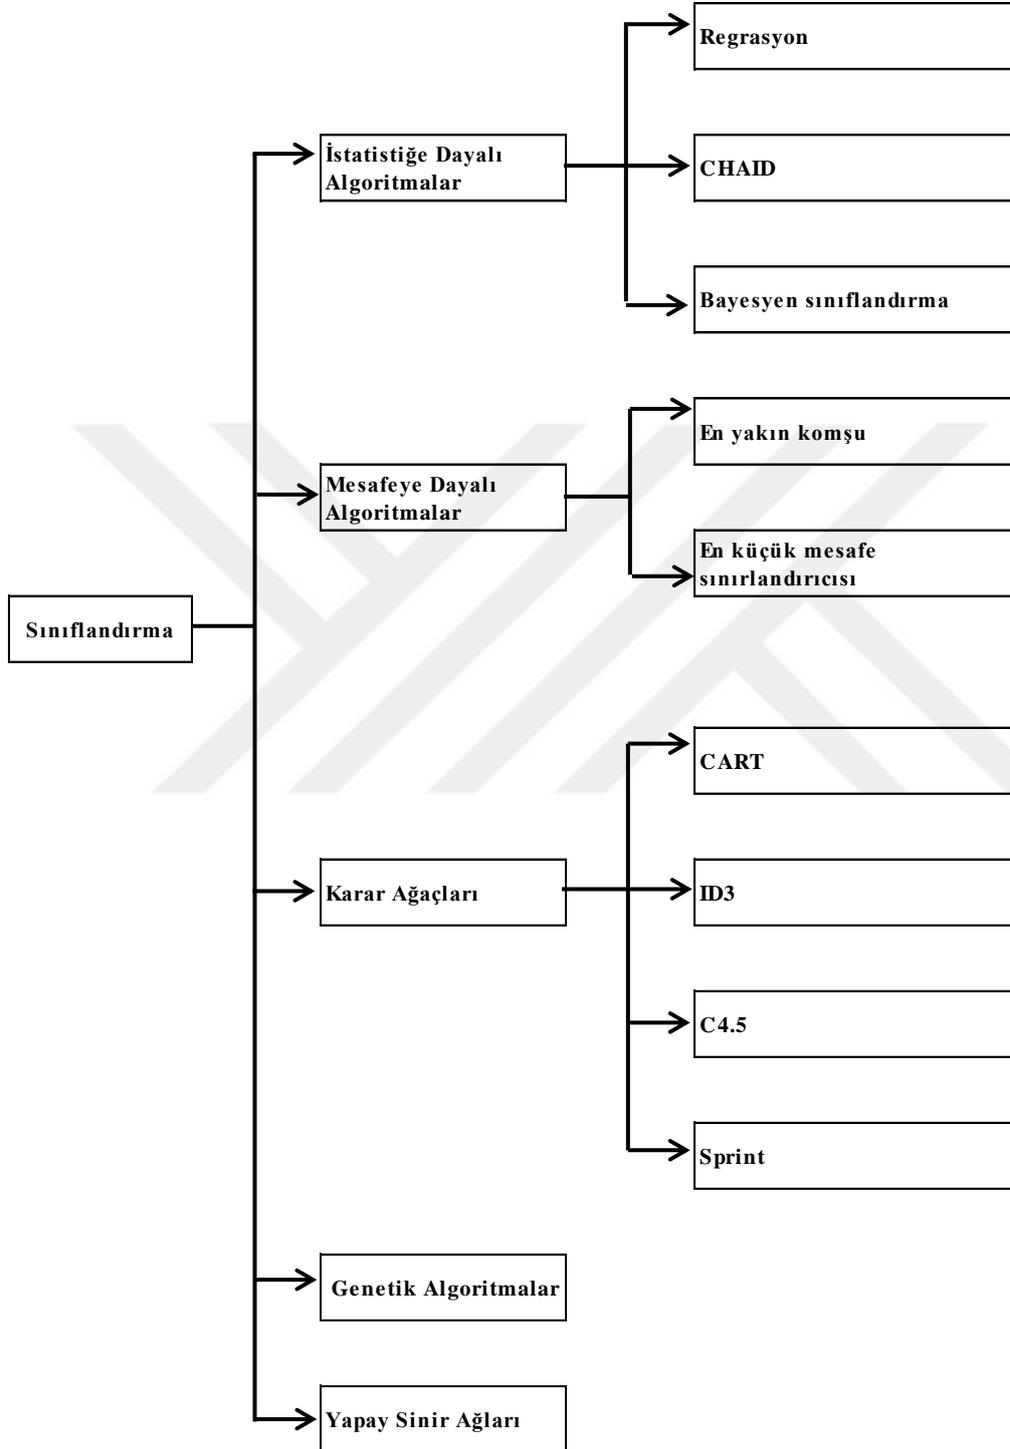 Regrasyon
İstatistiğe Dayalı
Algoritmalar
CHAID
Bayesyen sınıflandırma
En yakın komşu
Mesafeye Dayalı
Algoritmalar
En küçük mesafe
sınırlandırıcısı
Sınıflandırma
CART
Karar Ağaçları
ID3
C4.5
Sprint
Genetik Algoritmalar
Yapay Sinir Ağları